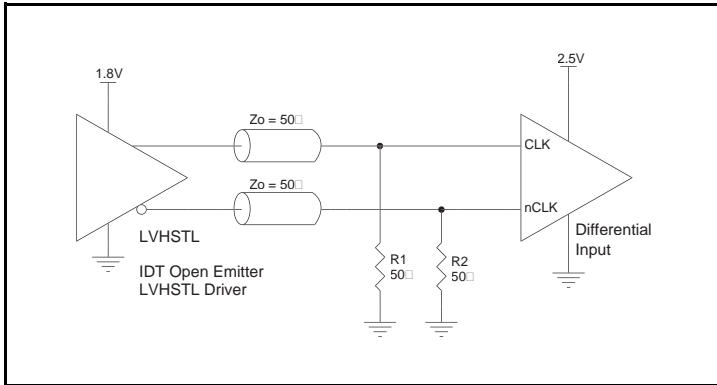 1.8V
2.5V
Zo = 50□
CLK
Zo = 50□
nCLK
LVHSTL
IDT Open Emitter
LVHSTL Driver
R1
50□
R2
50□
Differential
Input